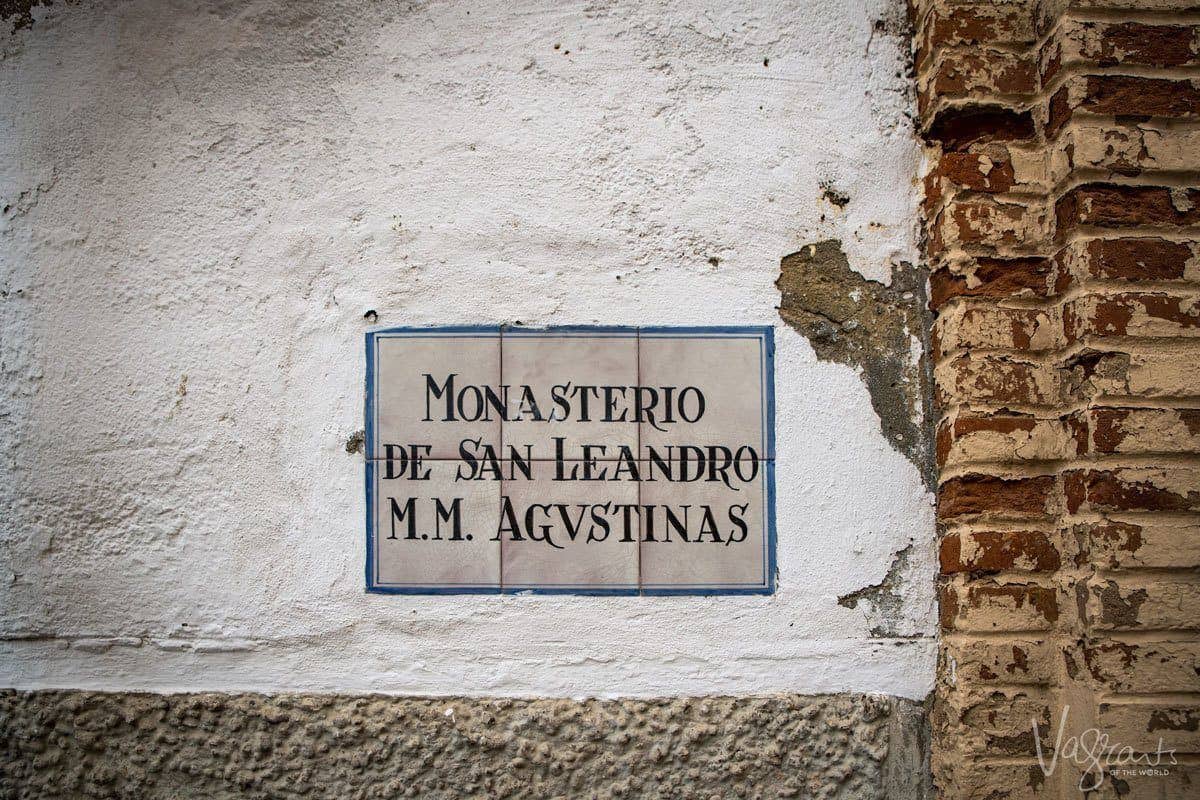 MONASTERIO
DE SAN LEANDRO
M.M. AGVSTINAS
Vagrants
OF THE WORLD